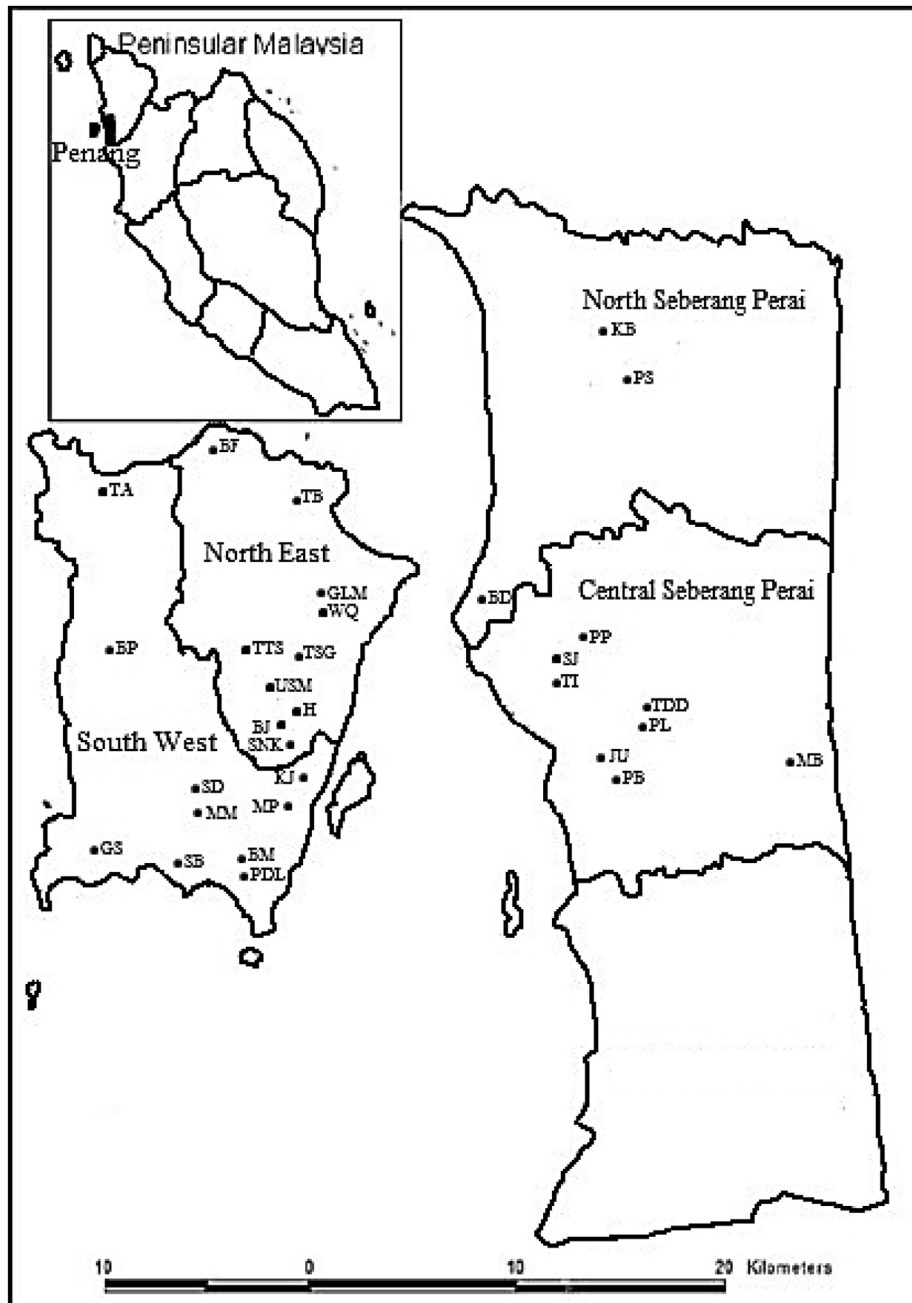 Peninsular Malaysia
Penang
North Seberang Perai
KB
PS
BF
TA
TB
North East
GLM
WQ
BD
Central Seberang Perai
PP
BP
TTS
TSG
SJ
TI
USM
H
TDD
BJ
PL
South West
SNK
JU
MB
KJ
PB
SD
MP
MM
GS
SB
BM
PDL
10 0 10 20 Kilometers